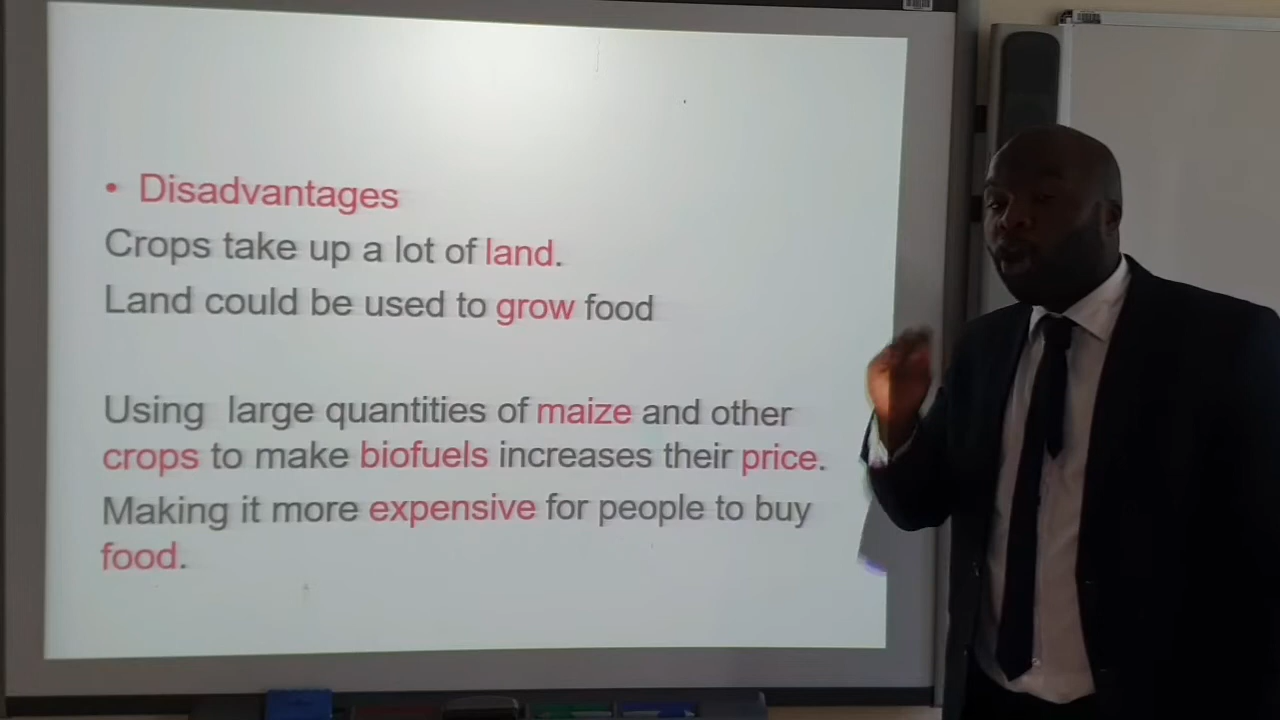 • Disadvantages
Crops take up a lot of land.
Land could be used to grow food
Using large quantities of maize and other
crops to make biofuels increases their price.
Making it more expensive for people to buy
food.